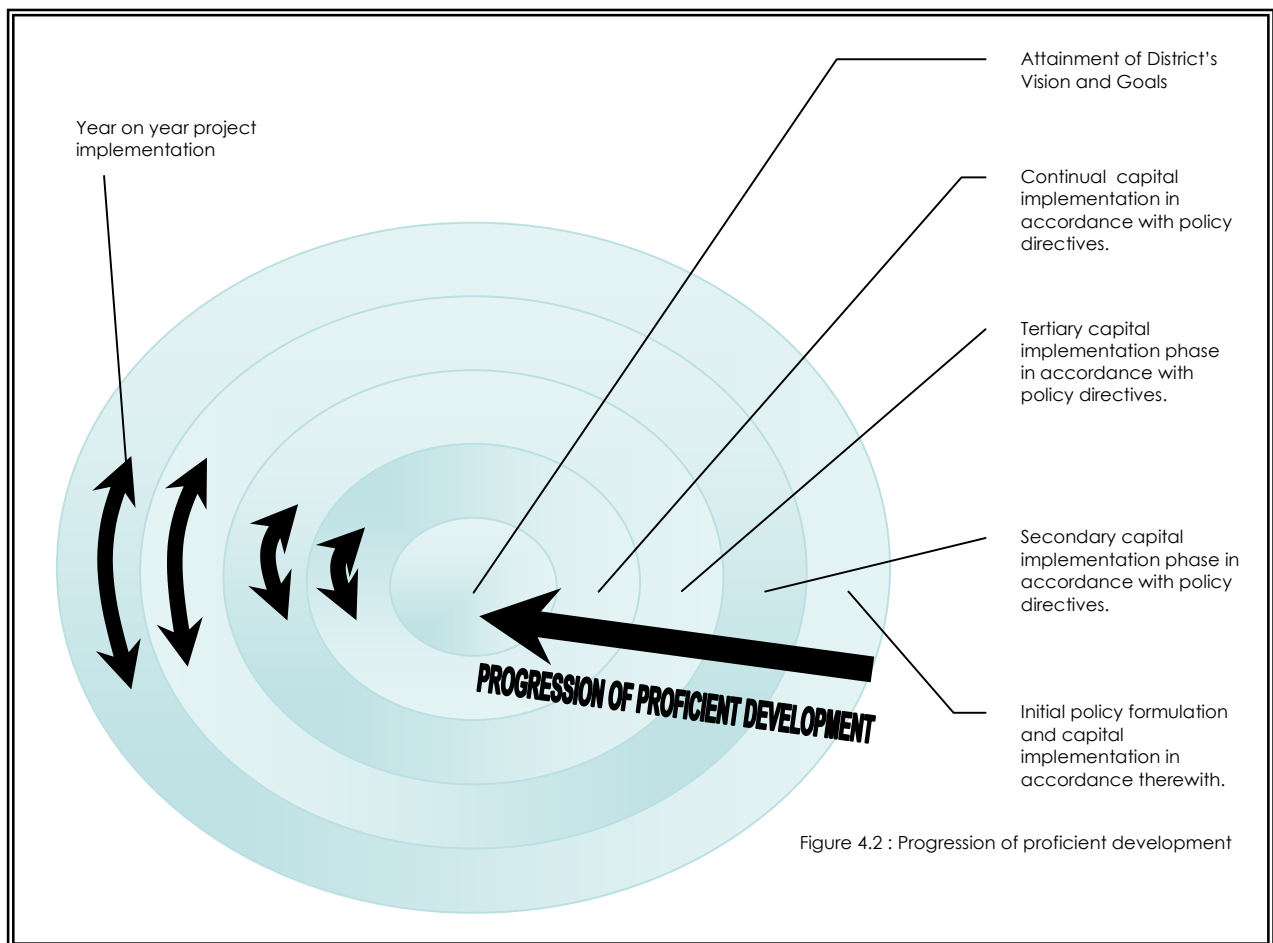 Attainment of District's
Vision and Goals
Year on year project
implementation
Continual capital
implementation in
accordance with policy
directives.
Tertiary capital
implementation phase
in accordance with
policy directives.
Secondary capital
implementation phase in
accordance with policy
directives.
PROGRESSION OF PROFICIENT DEVELOPMENT
Initial policy formulation
and capital
implementation in
accordance therewith.
Figure 4.2 : Progression of proficient development